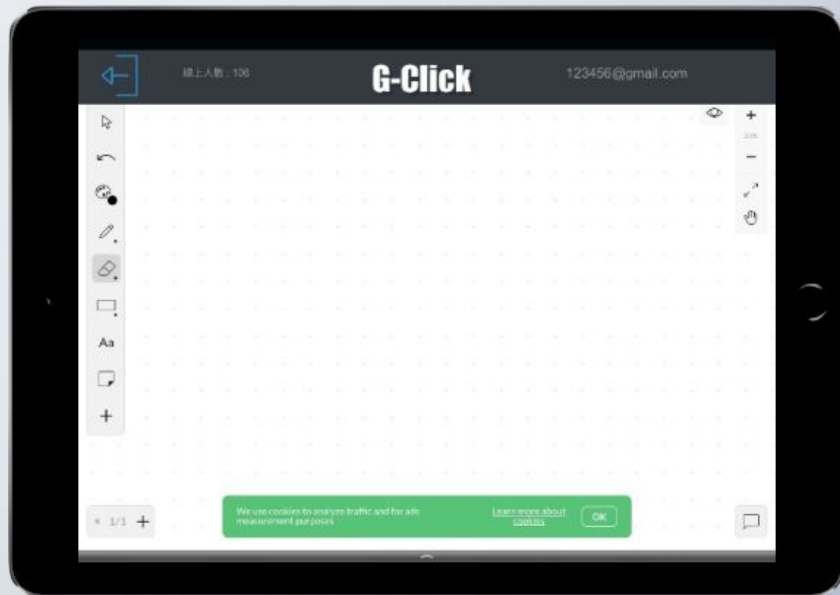 線上人數 : 106
G-Click
123456@gmail.com
Aa
1/1
We use cookies to analyze traffic and for ads
measurement purposes
Learn more about
cookies
OK